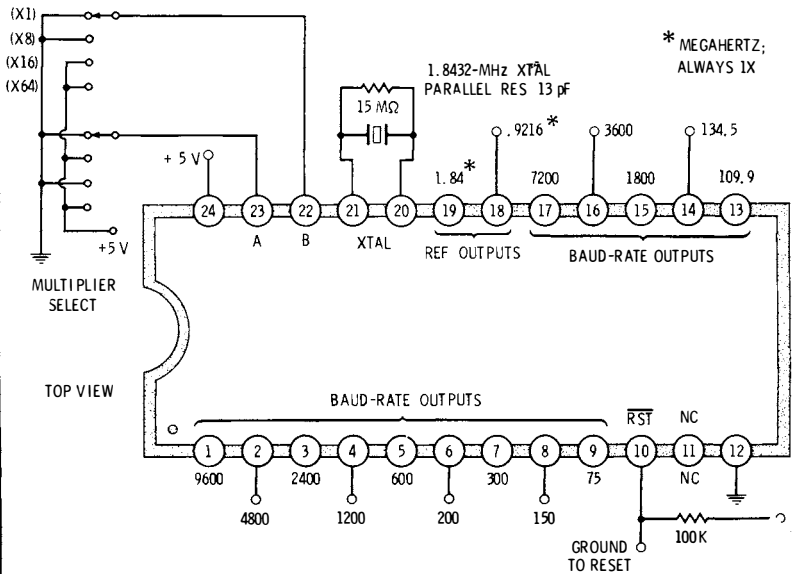 (X1)
(X8)
(X16)
(X64)
* MEGAHERTZ;
ALWAYS 1X
1.8432-MHz XTAL
PARALLEL RES 13 pF
15 MΩ
+ 5 V
.9216 *
3600
134.5
1.84 *
7200
1800
109.9
24
23
22
21
20
19
18
17
16
15
14
13
+5 V
A
B
XTAL
REF OUTPUTS
BAUD-RATE OUTPUTS
MULTIPLIER
SELECT
TOP VIEW
BAUD-RATE OUTPUTS
RST
NC
1
2
3
4
5
6
7
8
9
10
11
12
9600
2400
600
300
75
NC
4800
1200
200
150
100K
GROUND
TO RESET